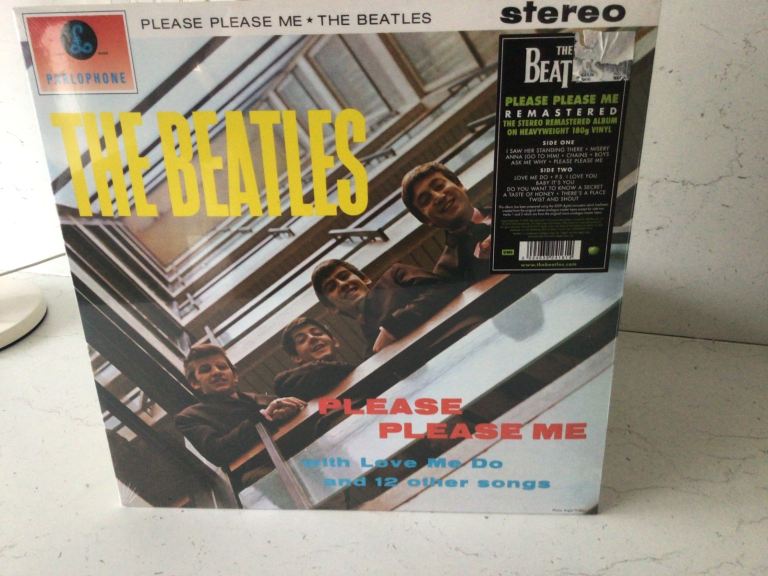 PLEASE PLEASE ME ★ THE BEATLES
stereo
PARLOPHONE
THE BEATLES
THE
BEAT
PLEASE PLEASE ME
REMASTERED
THE STEREO REMASTERED ALBUM
ON HEAVYWEIGHT 180g VINYL
SIDE ONE
I SAW HER STANDING THERE • MISERY
ANNA (GO TO HIM) • CHAINS • BOYS
ASK ME WHY • PLEASE PLEASE ME
SIDE TWO
LOVE ME DO • P.S. I LOVE YOU
BABY IT'S YOU
DO YOU WANT TO KNOW A SECRET
A TASTE OF HONEY • THERE'S A PLACE
TWIST AND SHOUT
EMI
www.thebeatles.com
PLEASE
PLEASE ME
with Love Me Do
and 12 other songs